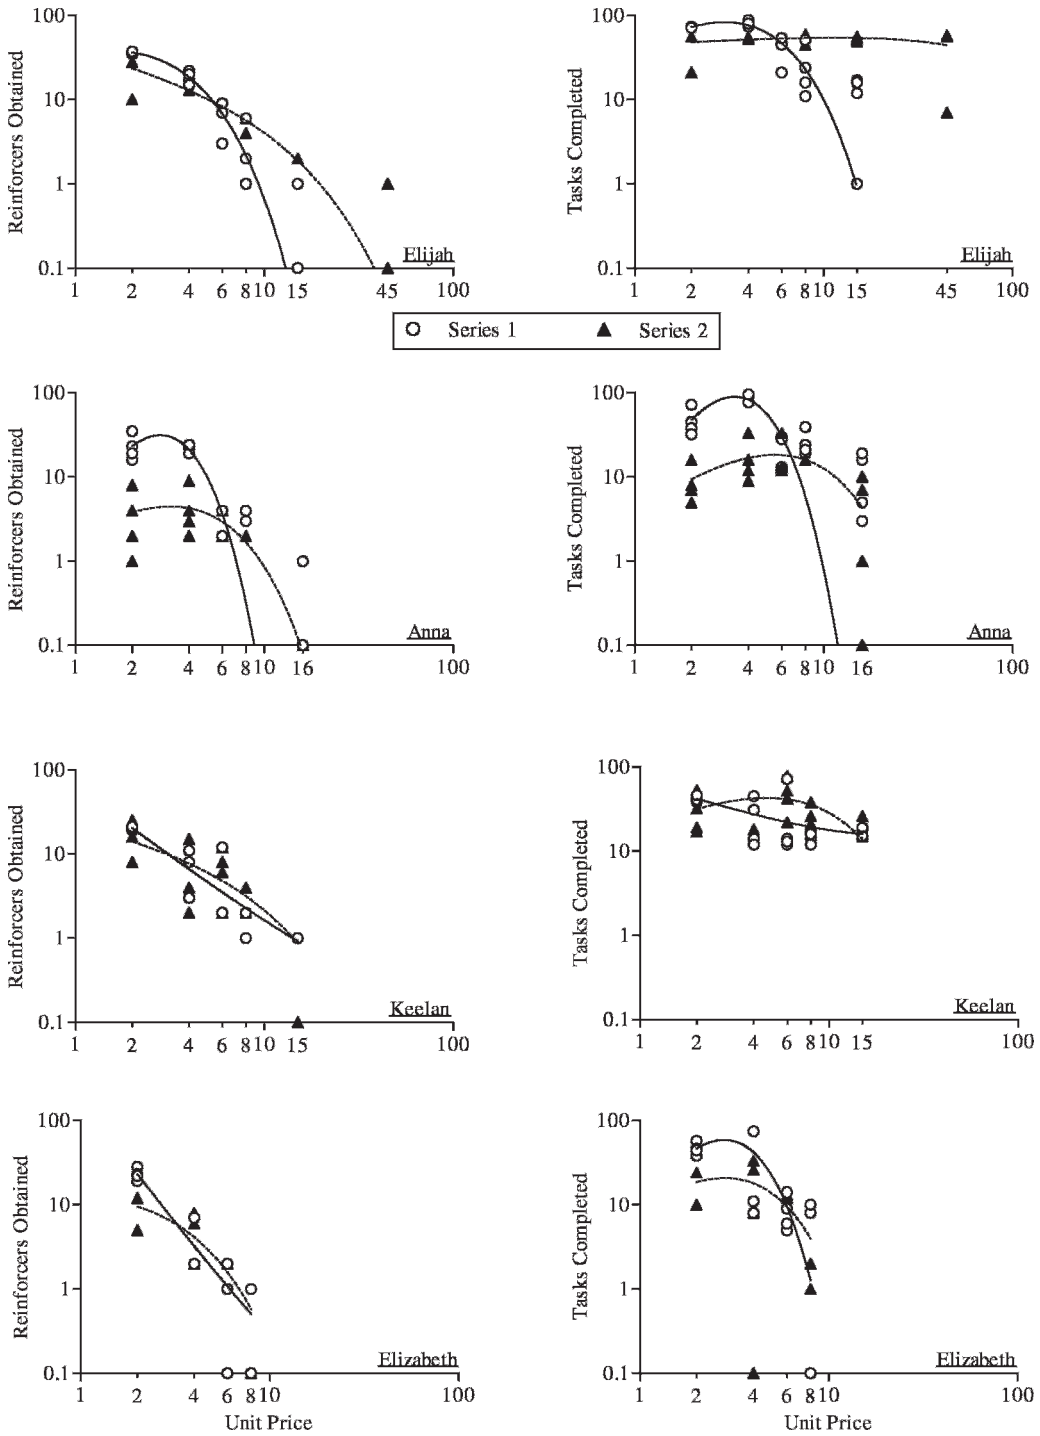 100
10
1
0.1
Reinforcers Obtained
Elijah
1 2 4 6 8 10 15 45 100
100
10
1
0.1
Tasks Completed
Elijah
1 2 4 6 8 10 15 45 100
Series 1 Series 2
100
10
1
0.1
Reinforcers Obtained
Anna
1 2 4 6 8 10 16 100
100
10
1
0.1
Tasks Completed
Anna
1 2 4 6 8 10 16 100
100
10
1
0.1
Reinforcers Obtained
Keelan
1 2 4 6 8 10 15 100
100
10
1
0.1
Tasks Completed
Keelan
1 2 4 6 8 10 15 100
100
10
1
0.1
Reinforcers Obtained
Elizabeth
1 2 4 6 8 10 100
Unit Price
100
10
1
0.1
Tasks Completed
Elizabeth
1 2 4 6 8 10 100
Unit Price